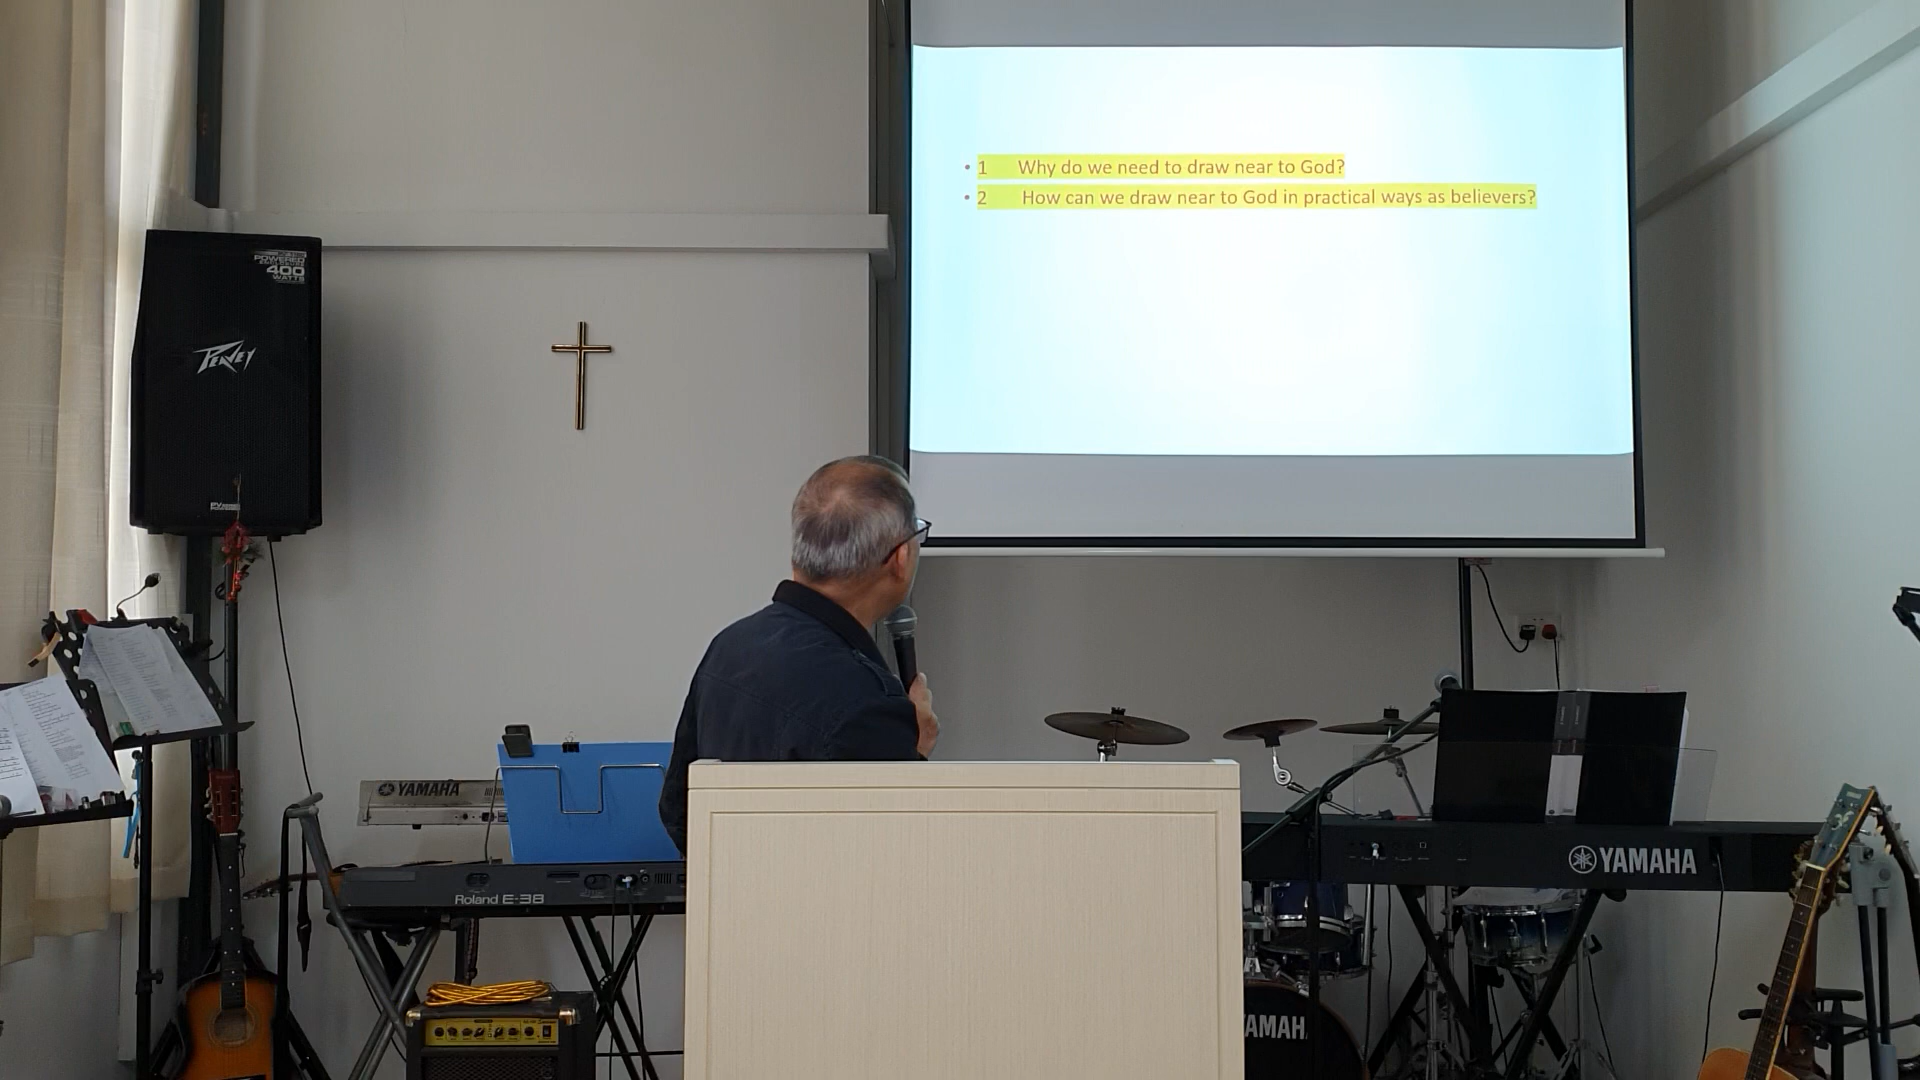 • 1 Why do we need to draw near to God?
• 2 How can we draw near to God in practical ways as believers?
POWERED
400
WATTS
PEAVEY
YAMAHA
Roland E-38
YAMAHA
YAMAH